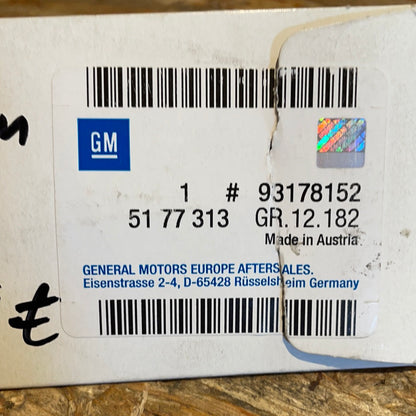 GM
1 # 93178152
51 77 313 GR.12.182
Made in Austria.
GENERAL MOTORS EUROPE AFTERSALES.
Eisenstrasse 2-4, D-65428 Rüsselsheim Germany